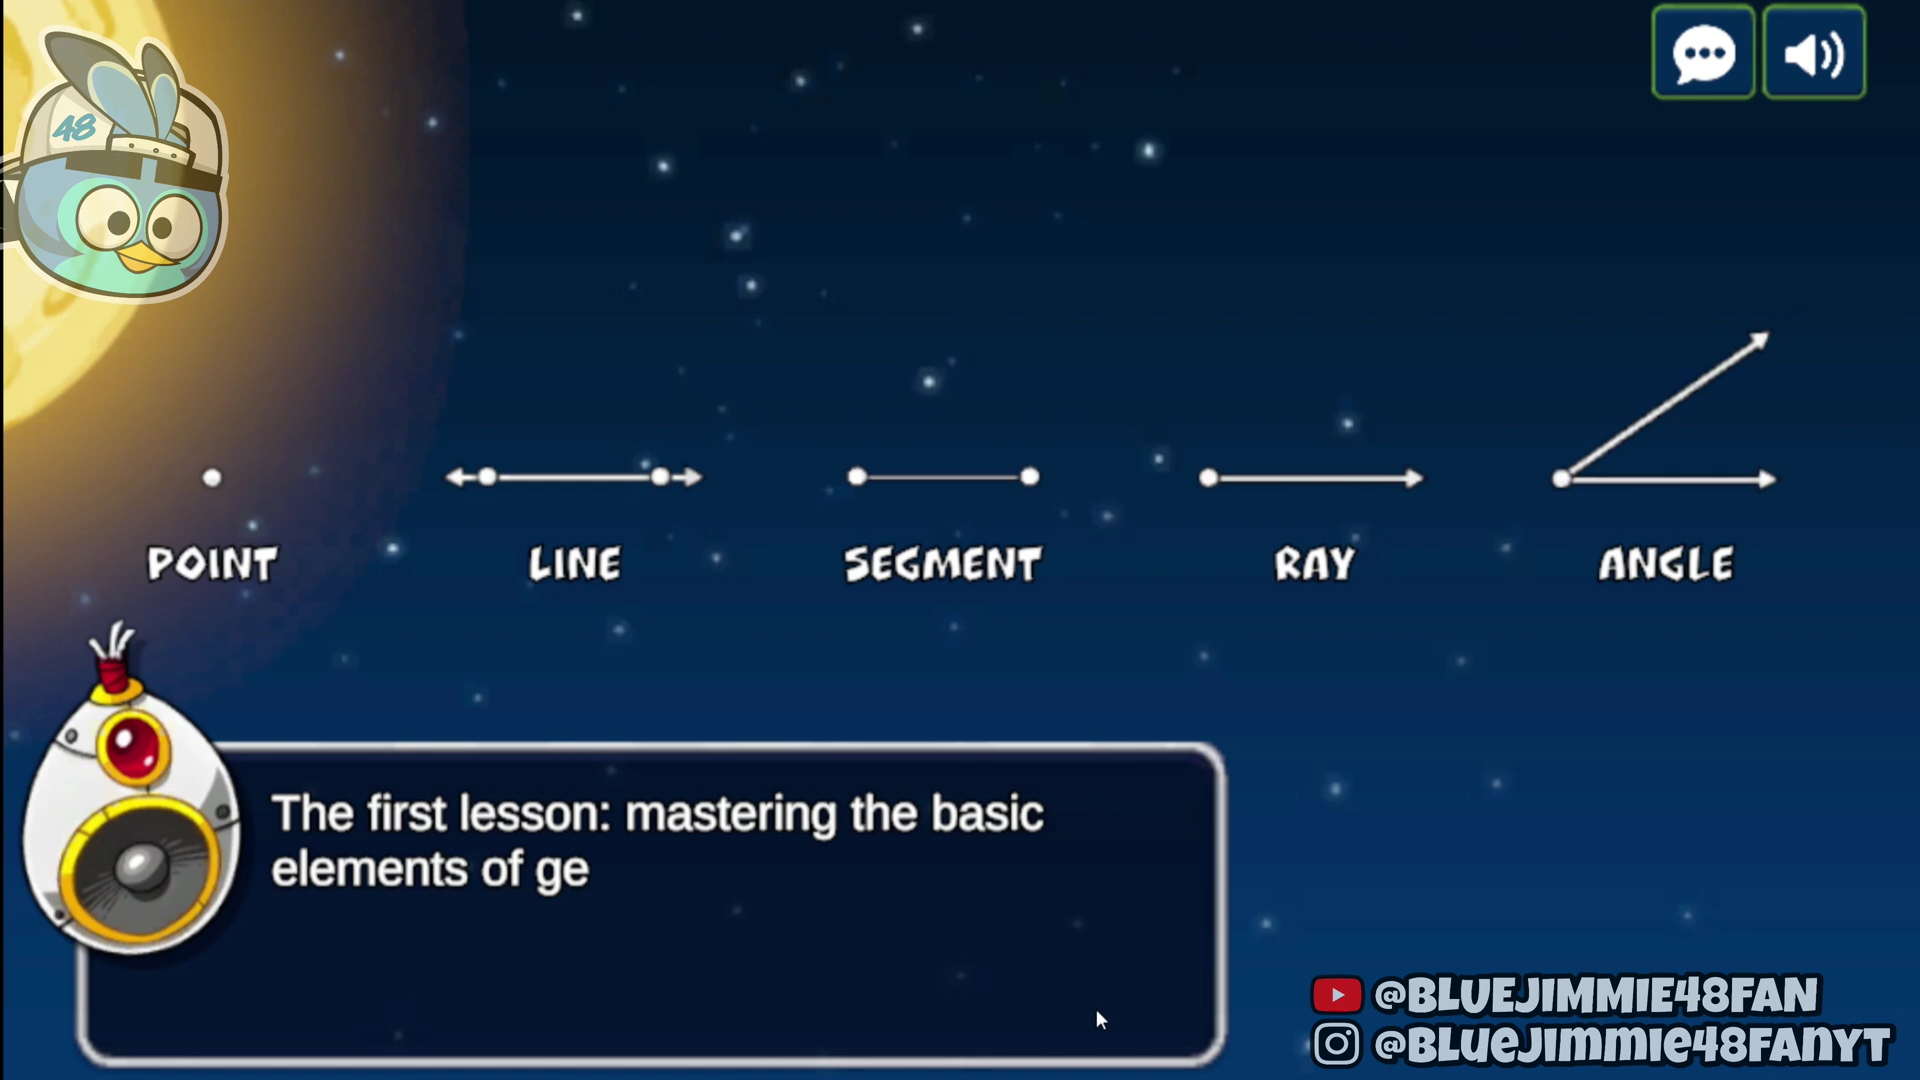 48
POINT
LINE
SEGMENT
RAY
ANGLE
The first lesson: mastering the basic
elements of ge
@BLUEJIMMIE48FAN
@BLUEJIMMIE48FANYT